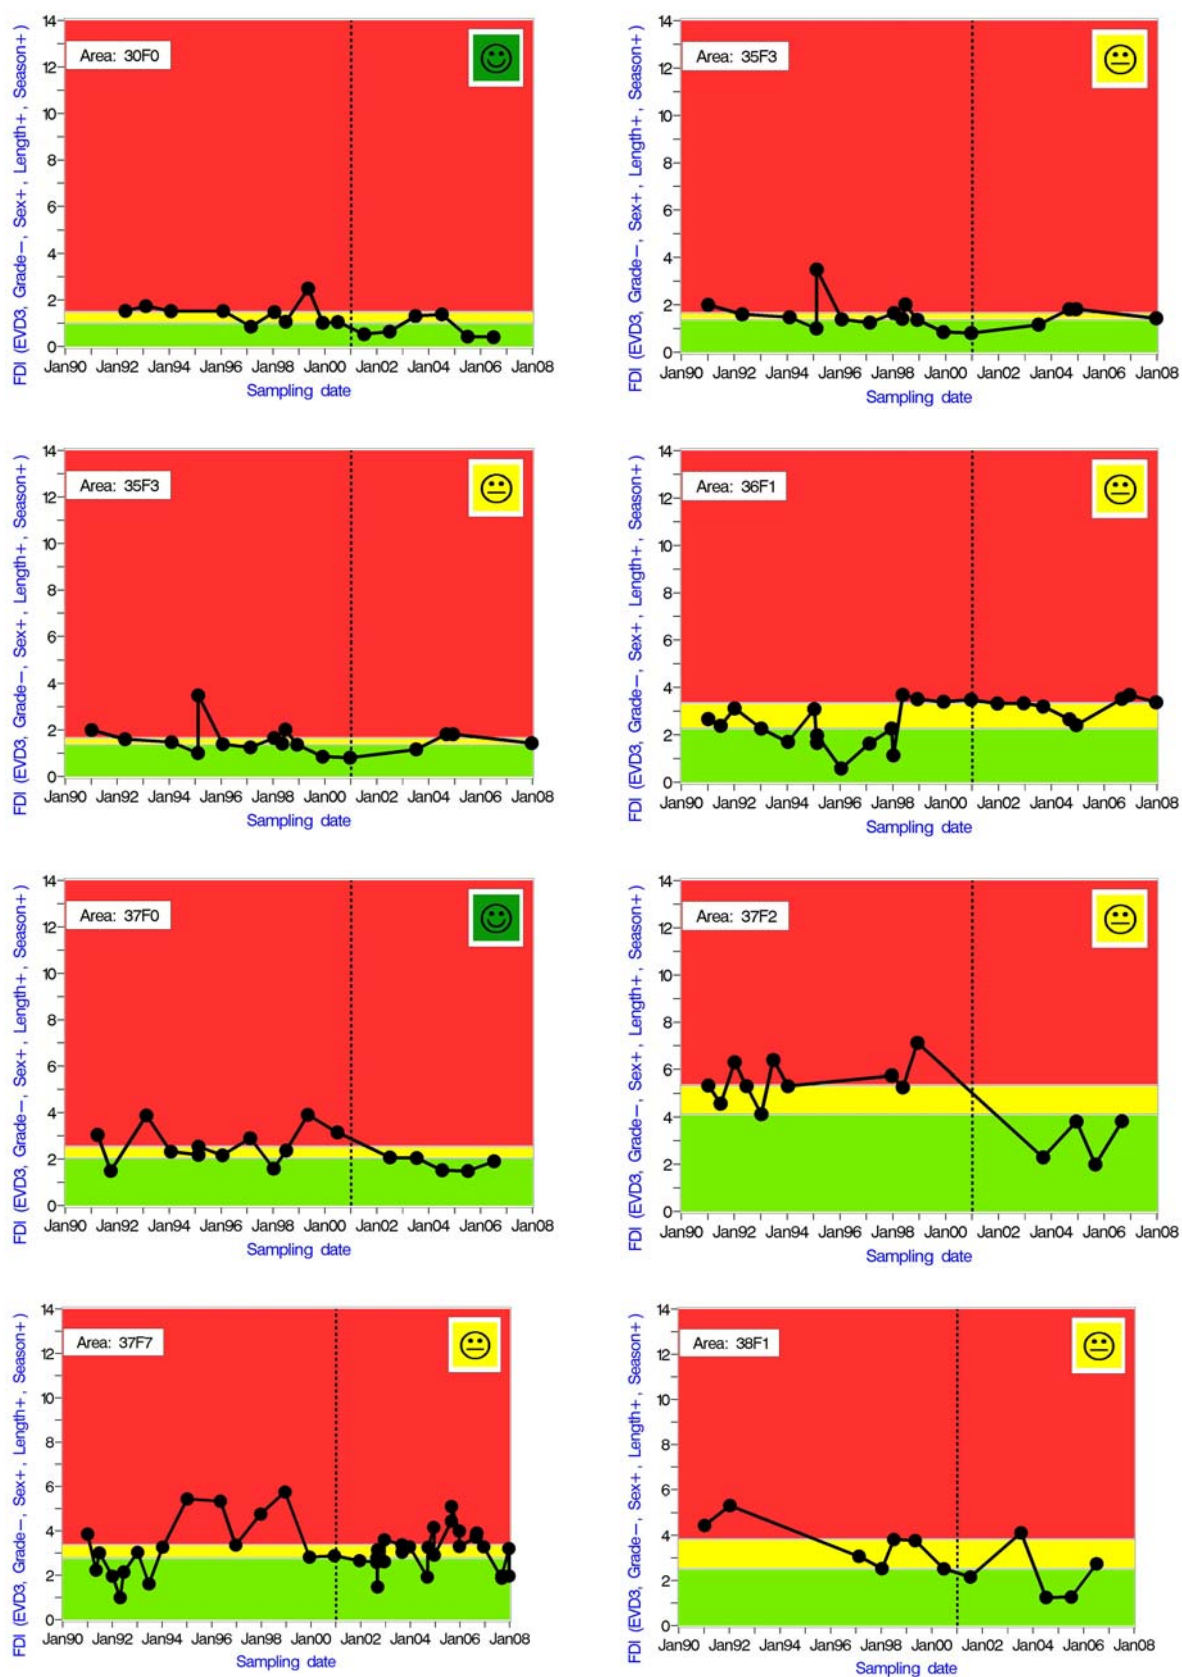 Area: 30F0
14
12
10
8
6
4
2
0
FDI (EVD3, Grade−, Sex+, Length+, Season+)
Jan90 Jan92 Jan94 Jan96 Jan98 Jan00 Jan02 Jan04 Jan06 Jan08
Sampling date
Area: 35F3
14
12
10
8
6
4
2
0
FDI (EVD3, Grade−, Sex+, Length+, Season+)
Jan90 Jan92 Jan94 Jan96 Jan98 Jan00 Jan02 Jan04 Jan06 Jan08
Sampling date
Area: 35F3
14
12
10
8
6
4
2
0
FDI (EVD3, Grade−, Sex+, Length+, Season+)
Jan90 Jan92 Jan94 Jan96 Jan98 Jan00 Jan02 Jan04 Jan06 Jan08
Sampling date
Area: 36F1
14
12
10
8
6
4
2
0
FDI (EVD3, Grade−, Sex+, Length+, Season+)
Jan90 Jan92 Jan94 Jan96 Jan98 Jan00 Jan02 Jan04 Jan06 Jan08
Sampling date
Area: 37F0
14
12
10
8
6
4
2
0
FDI (EVD3, Grade−, Sex+, Length+, Season+)
Jan90 Jan92 Jan94 Jan96 Jan98 Jan00 Jan02 Jan04 Jan06 Jan08
Sampling date
Area: 37F2
14
12
10
8
6
4
2
0
FDI (EVD3, Grade−, Sex+, Length+, Season+)
Jan90 Jan92 Jan94 Jan96 Jan98 Jan00 Jan02 Jan04 Jan06 Jan08
Sampling date
Area: 37F7
14
12
10
8
6
4
2
0
FDI (EVD3, Grade−, Sex+, Length+, Season+)
Jan90 Jan92 Jan94 Jan96 Jan98 Jan00 Jan02 Jan04 Jan06 Jan08
Sampling date
Area: 38F1
14
12
10
8
6
4
2
0
FDI (EVD3, Grade−, Sex+, Length+, Season+)
Jan90 Jan92 Jan94 Jan96 Jan98 Jan00 Jan02 Jan04 Jan06 Jan08
Sampling date